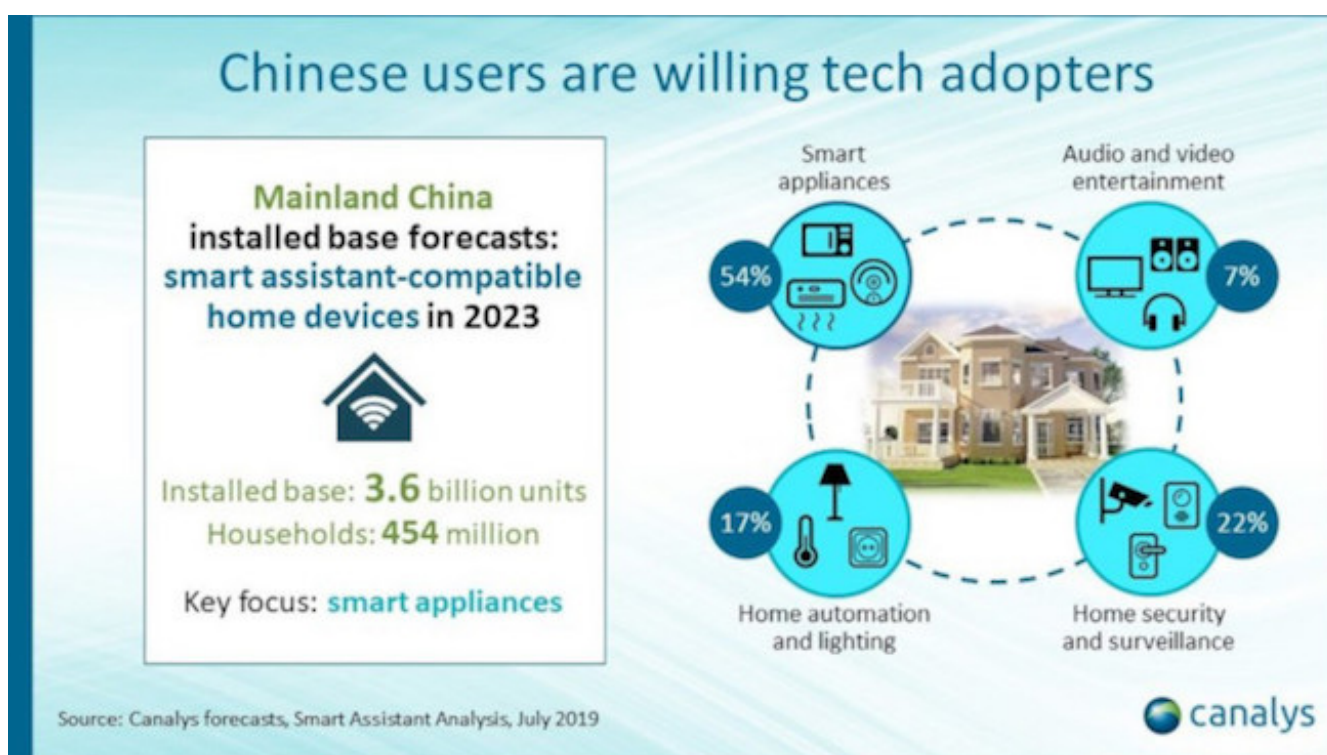 Chinese users are willing tech adopters
Mainland China
installed base forecasts:
smart assistant-compatible
home devices in 2023
Installed base: 3.6 billion units
Households: 454 million
Key focus: smart appliances
Smart
appliances
54%
Audio and video
entertainment
7%
17%
Home automation
and lighting
22%
Home security
and surveillance
Source: Canalys forecasts, Smart Assistant Analysis, July 2019
canalys